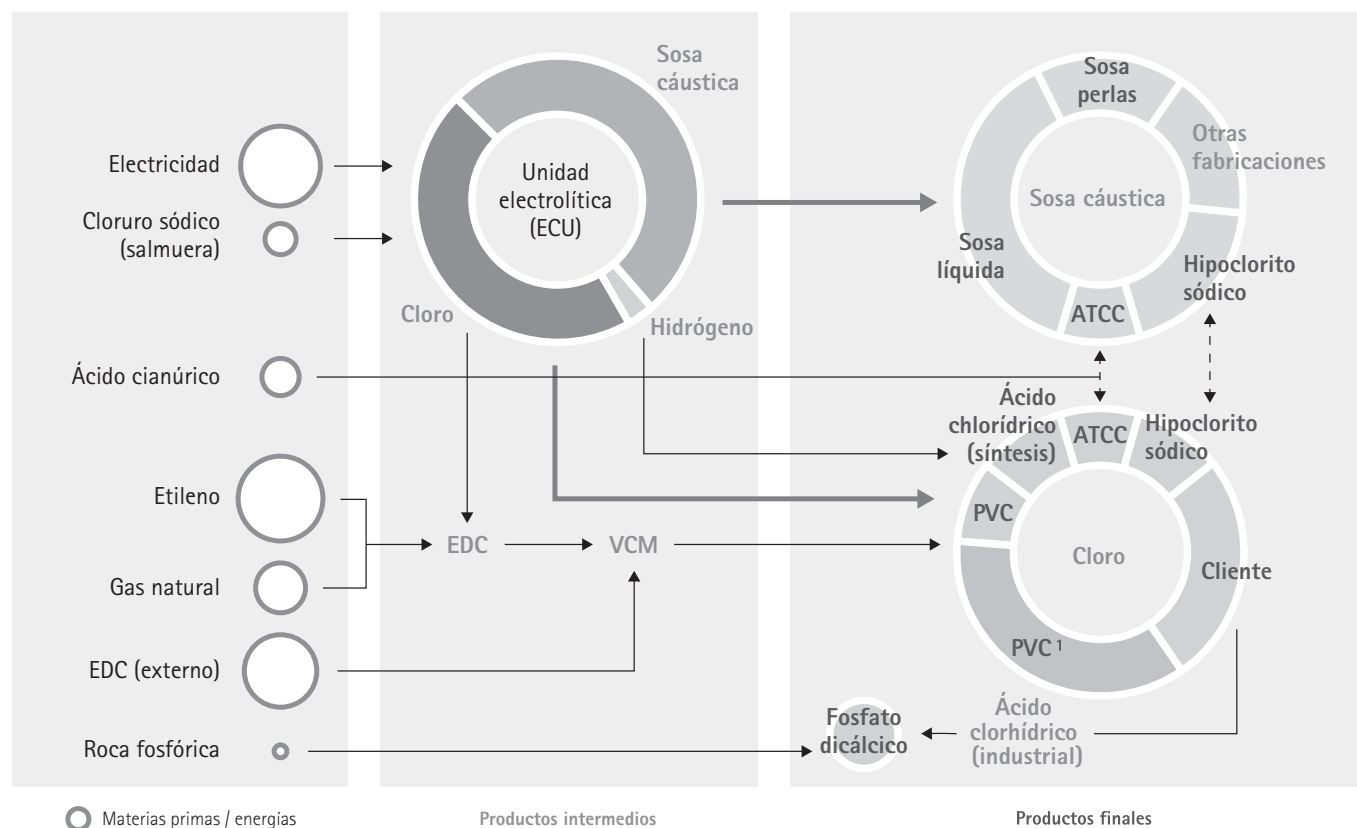 Electricidad
Cloruro sódico
(salmuera)
Ácido cianúrico
Etileno
Gas natural
EDC (externo)
Roca fosfórica
Sosa
cáustica
Unidad
electrolítica
(ECU)
Cloro
Hidrógeno
EDC
VCM
Sosa
perlas
Otras
fabricaciones
Sosa cáustica
Sosa
líquida
Hipoclorito
sódico
ATCC
Ácido
chlorídrico
(síntesis)
ATCC
Hipoclorito
sódico
PVC
Cloro
Cliente
PVC ¹
Fosfato
dicálcico
Ácido
clorhídrico
(industrial)
Materias primas / energías
Productos intermedios
Productos finales